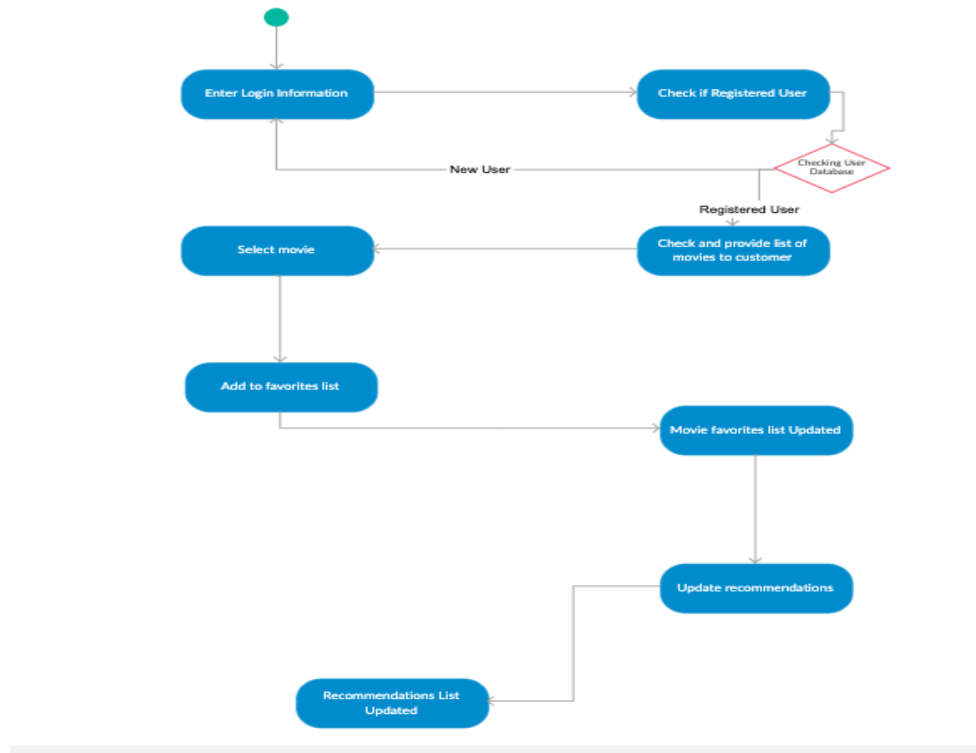 Enter Login Information
Check if Registered User
Checking User
Database
New User
Registered User
Select movie
Check and provide list of
movies to customer
Add to favorites list
Movie favorites list Updated
Update recommendations
Recommendations List
Updated